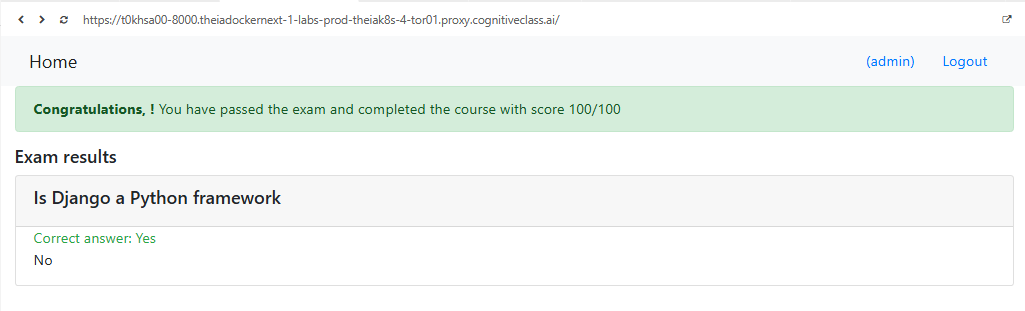 https://t0khsa00-8000.theiadockernext-1-labs-prod-theiak8s-4-tor01.proxy.cognitiveclass.ai/
Home (admin) Logout
Congratulations, ! You have passed the exam and completed the course with score 100/100
Exam results
Is Django a Python framework
Correct answer: Yes
No